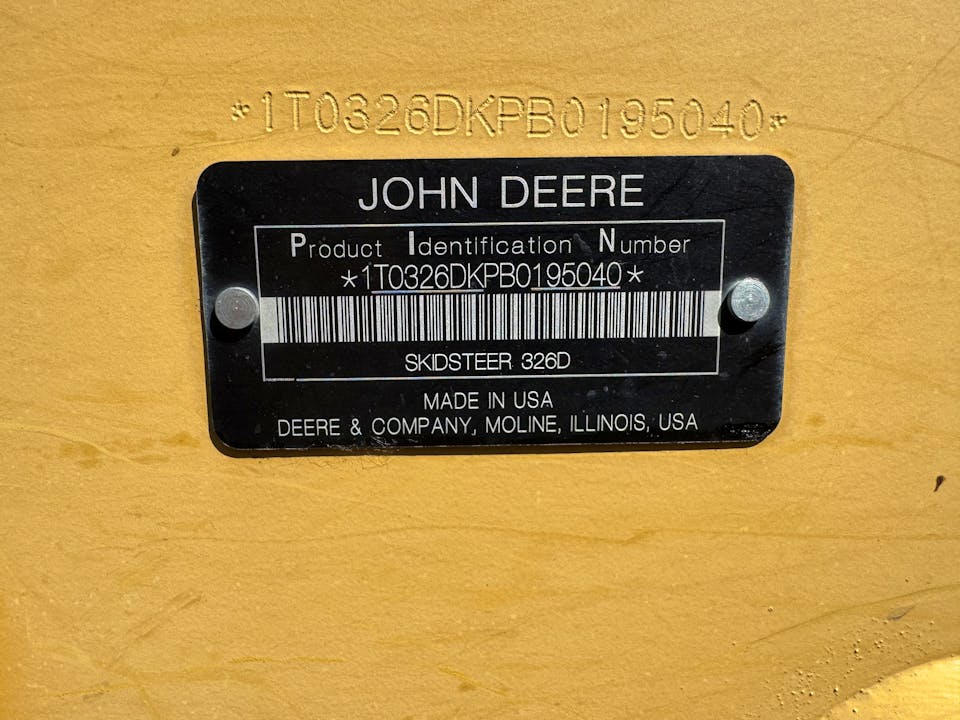 *1T0326DKPB0195040*
JOHN DEERE
Product Identification Number
*1T0326DKPB0195040*
SKIDSTEER 326D
MADE IN USA
DEERE & COMPANY, MOLINE, ILLINOIS, USA